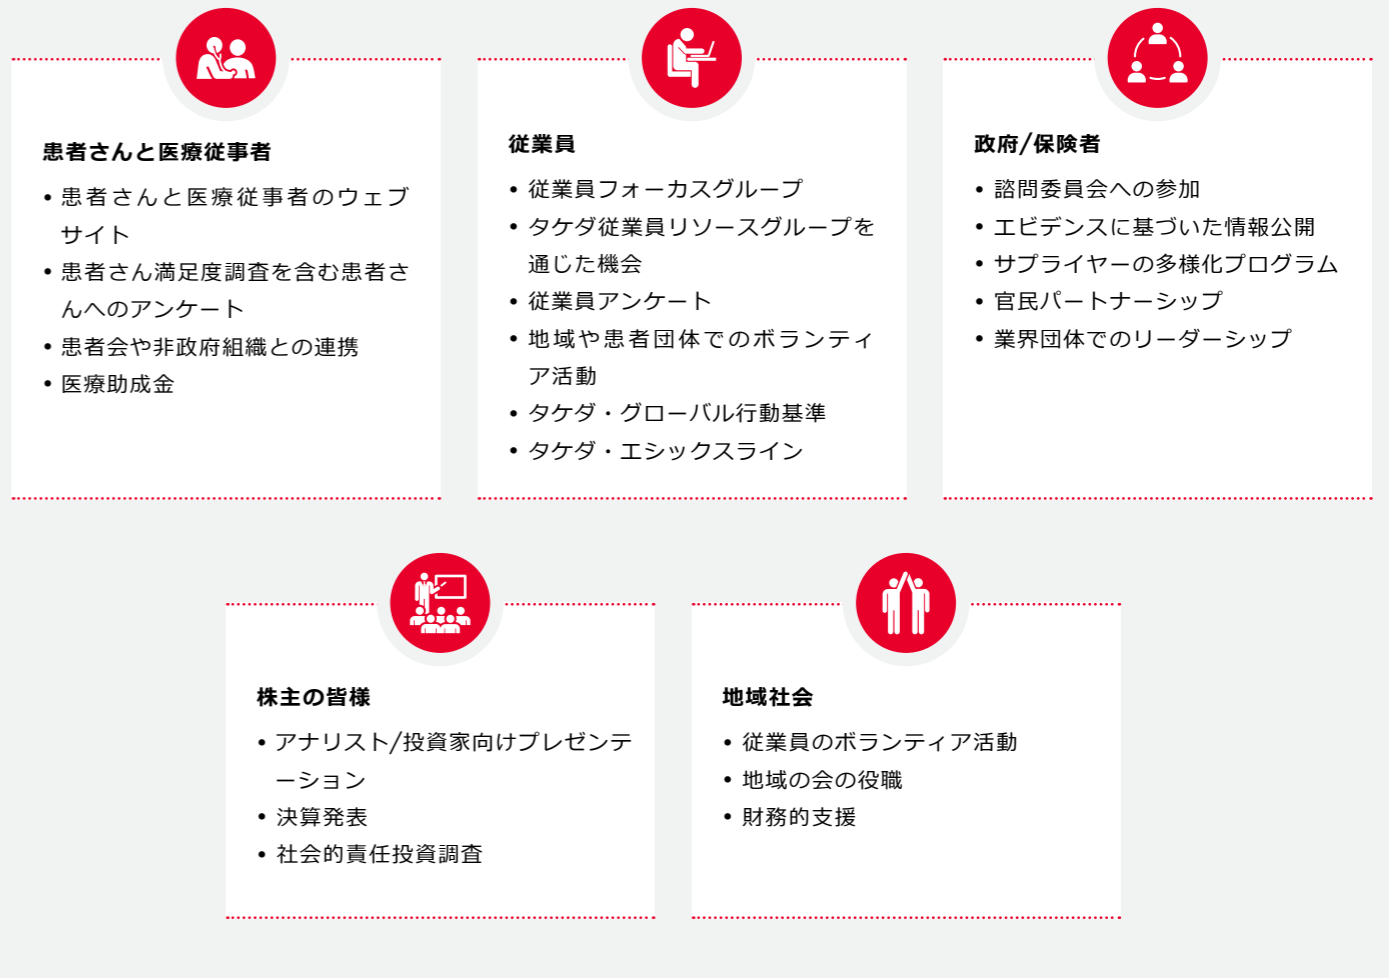 患者さんと医療従事者
• 患者さんと医療従事者のウェブ
サイト
• 患者さん満足度調査を含む患者さ
んへのアンケート
• 患者会や非政府組織との連携
• 医療助成金
従業員
• 従業員フォーカスグループ
• タケダ従業員リソースグループを
通じた機会
• 従業員アンケート
• 地域や患者団体でのボランティ
ア活動
• タケダ・グローバル行動基準
• タケダ・エシックスライン
政府/保険者
• 諮問委員会への参加
• エビデンスに基づいた情報公開
• サプライヤーの多様化プログラム
• 官民パートナーシップ
• 業界団体でのリーダーシップ
株主の皆様
• アナリスト/投資家向けプレゼンテ
ーション
• 決算発表
• 社会的責任投資調査
地域社会
• 従業員のボランティア活動
• 地域の会の役職
• 財務的支援